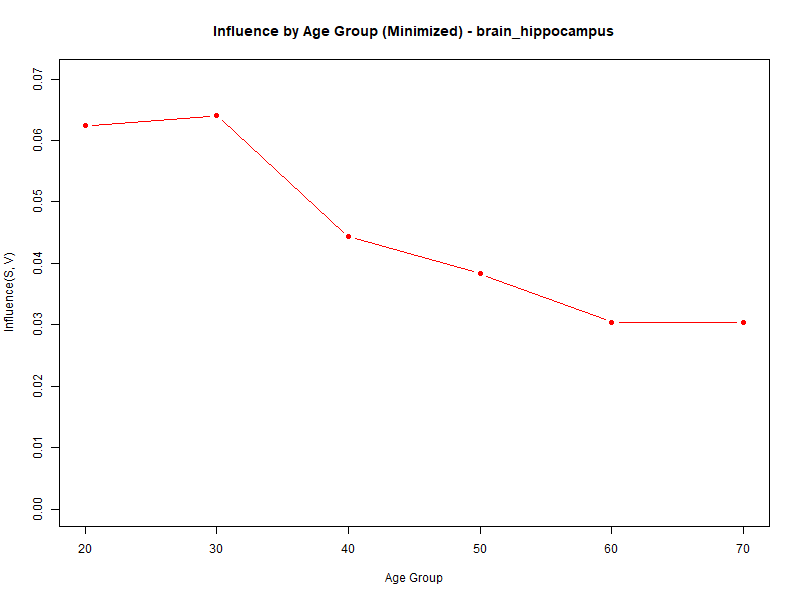 Influence by Age Group (Minimized) - brain_hippocampus
0.07
0.06
0.05
0.04
0.03
0.02
0.01
0.00
Influence(S, V)
20 30 40 50 60 70
Age Group